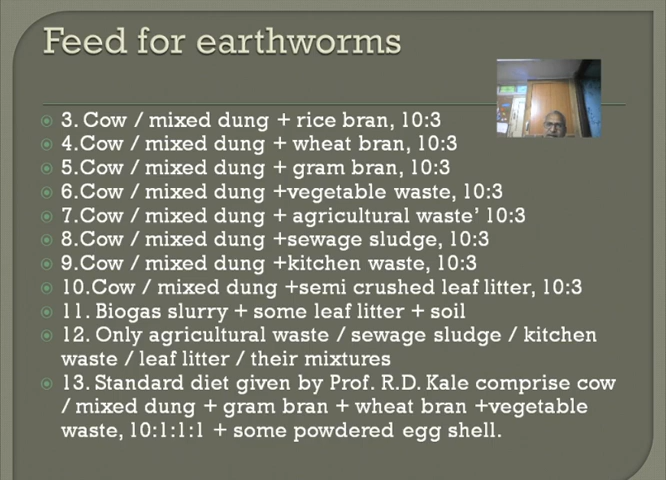 Feed for earthworms
3. Cow / mixed dung + rice bran, 10:3
4.Cow / mixed dung + wheat bran, 10:3
5.Cow / mixed dung + gram bran, 10:3
6.Cow / mixed dung +vegetable waste, 10:3
7.Cow / mixed dung + agricultural waste’ 10:3
8.Cow / mixed dung +sewage sludge, 10:3
9.Cow / mixed dung +kitchen waste, 10:3
10.Cow / mixed dung +semi crushed leaf litter, 10:3
11. Biogas slurry + some leaf litter + soil
12. Only agricultural waste / sewage sludge / kitchen
waste / leaf litter / their mixtures
13. Standard diet given by Prof. R.D. Kale comprise cow
/ mixed dung + gram bran + wheat bran +vegetable
waste, 10:1:1:1 + some powdered egg shell.